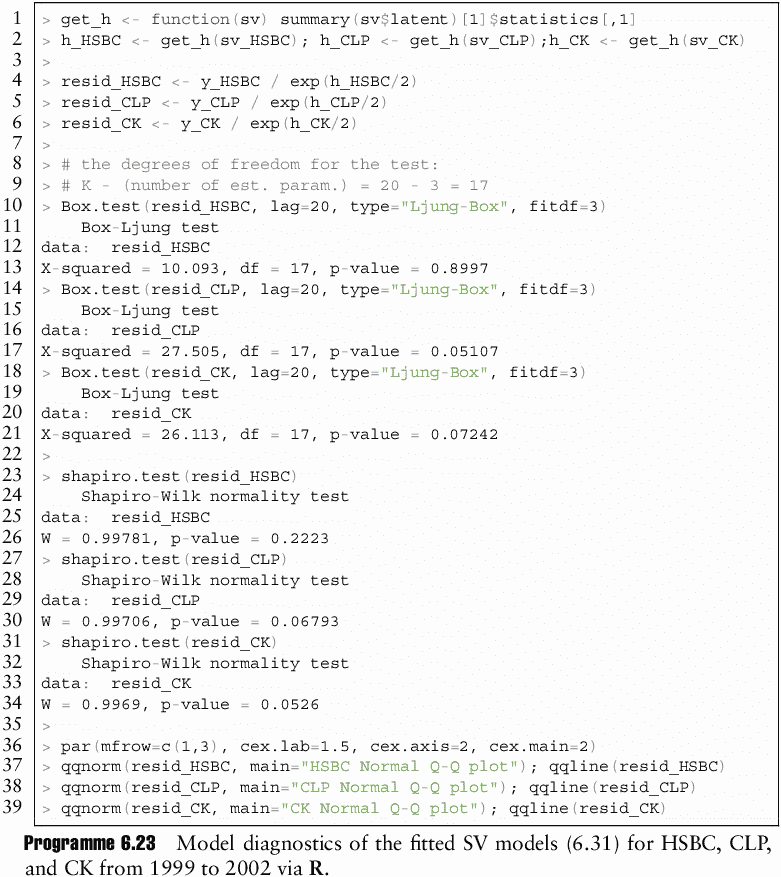 1 > get_h <- function(sv) summary(sv$latent)[1]$statistics[,1]
2 > h_HSBC <- get_h(sv_HSBC); h_CLP <- get_h(sv_CLP);h_CK <- get_h(sv_CK)
3 >
4 > resid_HSBC <- y_HSBC / exp(h_HSBC/2)
5 > resid_CLP <- y_CLP / exp(h_CLP/2)
6 > resid_CK <- y_CK / exp(h_CK/2)
7 >
8 > # the degrees of freedom for the test:
9 > # K - (number of est. param.) = 20 - 3 = 17
10 > Box.test(resid_HSBC, lag=20, type="Ljung-Box", fitdf=3)
11 Box-Ljung test
12 data: resid_HSBC
13 X-squared = 10.093, df = 17, p-value = 0.8997
14 > Box.test(resid_CLP, lag=20, type="Ljung-Box", fitdf=3)
15 Box-Ljung test
16 data: resid_CLP
17 X-squared = 27.505, df = 17, p-value = 0.05107
18 > Box.test(resid_CK, lag=20, type="Ljung-Box", fitdf=3)
19 Box-Ljung test
20 data: resid_CK
21 X-squared = 26.113, df = 17, p-value = 0.07242
22 >
23 > shapiro.test(resid_HSBC)
24 Shapiro-Wilk normality test
25 data: resid_HSBC
26 W = 0.99781, p-value = 0.2223
27 > shapiro.test(resid_CLP)
28 Shapiro-Wilk normality test
29 data: resid_CLP
30 W = 0.99706, p-value = 0.06793
31 > shapiro.test(resid_CK)
32 Shapiro-Wilk normality test
33 data: resid_CK
34 W = 0.9969, p-value = 0.0526
35 >
36 > par(mfrow=c(1,3), cex.lab=1.5, cex.axis=2, cex.main=2)
37 > qqnorm(resid_HSBC, main="HSBC Normal Q-Q plot"); qqline(resid_HSBC)
38 > qqnorm(resid_CLP, main="CLP Normal Q-Q plot"); qqline(resid_CLP)
39 > qqnorm(resid_CK, main="CK Normal Q-Q plot"); qqline(resid_CK)
Programme 6.23 Model diagnostics of the fitted SV models (6.31) for HSBC, CLP,
and CK from 1999 to 2002 via R.